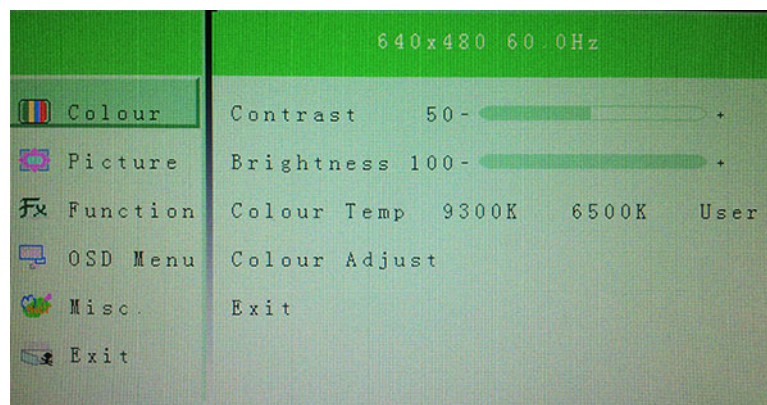 640x480 60.0Hz
Colour
Picture
Function
OSD Menu
Misc.
Exit
Contrast 50- +
Brightness 100- +
Colour Temp 9300K 6500K User
Colour Adjust
Exit